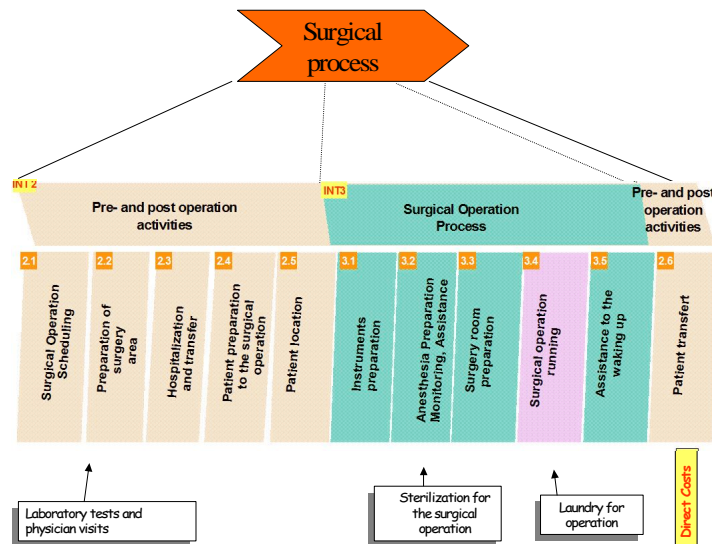 Surgical
process
INT2
Pre- and post operation
activities
INT3
Surgical Operation
Process
Pre- and post
operation
activities
2.1
Surgical Operation
Scheduling
2.2
Preparation of
surgery
area
2.3
Hospitalization
and transfer
2.4
Patient preparation
to the surgical
operation
2.5
Patient location
3.1
Instruments
preparation
3.2
Anesthesia Preparation
Monitoring, Assistance
3.3
Surgery room
preparation
3.4
Surgical operation
running
3.5
Assistance to the
waking up
2.6
Patient transfert
Laboratory tests and
physician visits
Sterilization for
the surgical
operation
Laundry for
operation
Direct Costs